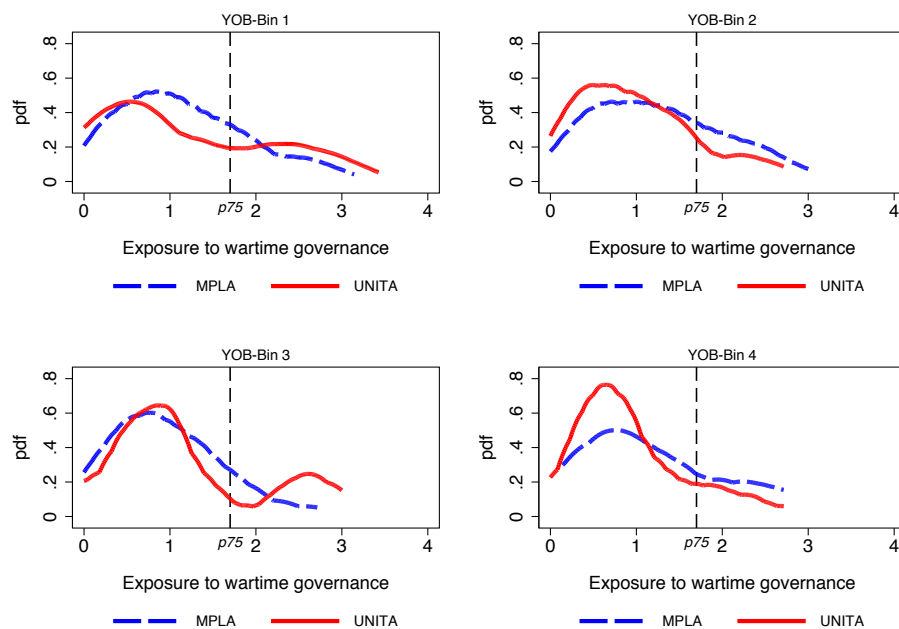 YOB-Bin 1
pdf
0 .2 .4 .6 .8
0 1 p75 2 3 4
Exposure to wartime governance
MPLA UNITA
YOB-Bin 2
pdf
0 .2 .4 .6 .8
0 1 p75 2 3 4
Exposure to wartime governance
MPLA UNITA
YOB-Bin 3
pdf
0 .2 .4 .6 .8
0 1 p75 2 3 4
Exposure to wartime governance
MPLA UNITA
YOB-Bin 4
pdf
0 .2 .4 .6 .8
0 1 p75 2 3 4
Exposure to wartime governance
MPLA UNITA